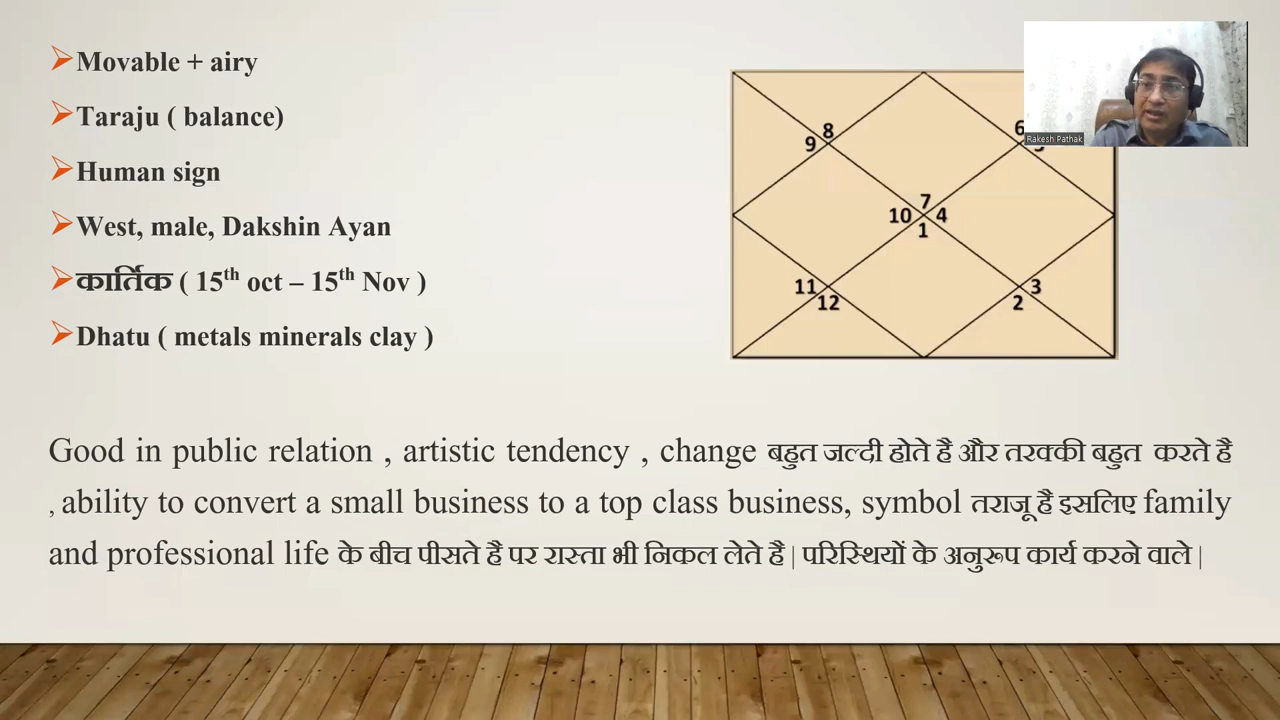 Movable + airy
Taraju ( balance)
Human sign
West, male, Dakshin Ayan
कार्तिक ( 15th oct – 15th Nov )
Dhatu ( metals minerals clay )
8
9
6
7
10
4
1
11
12
3
2
Rakesh Pathak
Good in public relation , artistic tendency , change बहुत जल्दी होते है और तरक्की बहुत करते है
, ability to convert a small business to a top class business, symbol तराजू है इसलिए family
and professional life के बीच पीसते है पर रास्ता भी निकल लेते है | परिस्थियों के अनुरूप कार्य करने वाले |